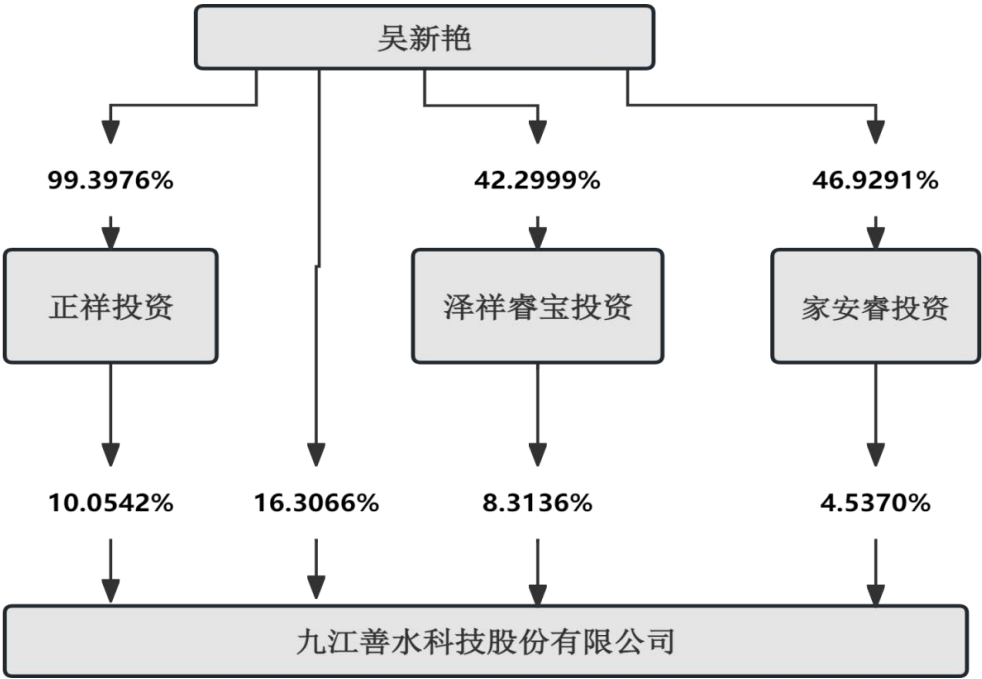 吴新艳
99.3976%
42.2999%
46.9291%
正祥投资
泽祥睿宝投资
家安睿投资
10.0542%
16.3066%
8.3136%
4.5370%
九江善水科技股份有限公司